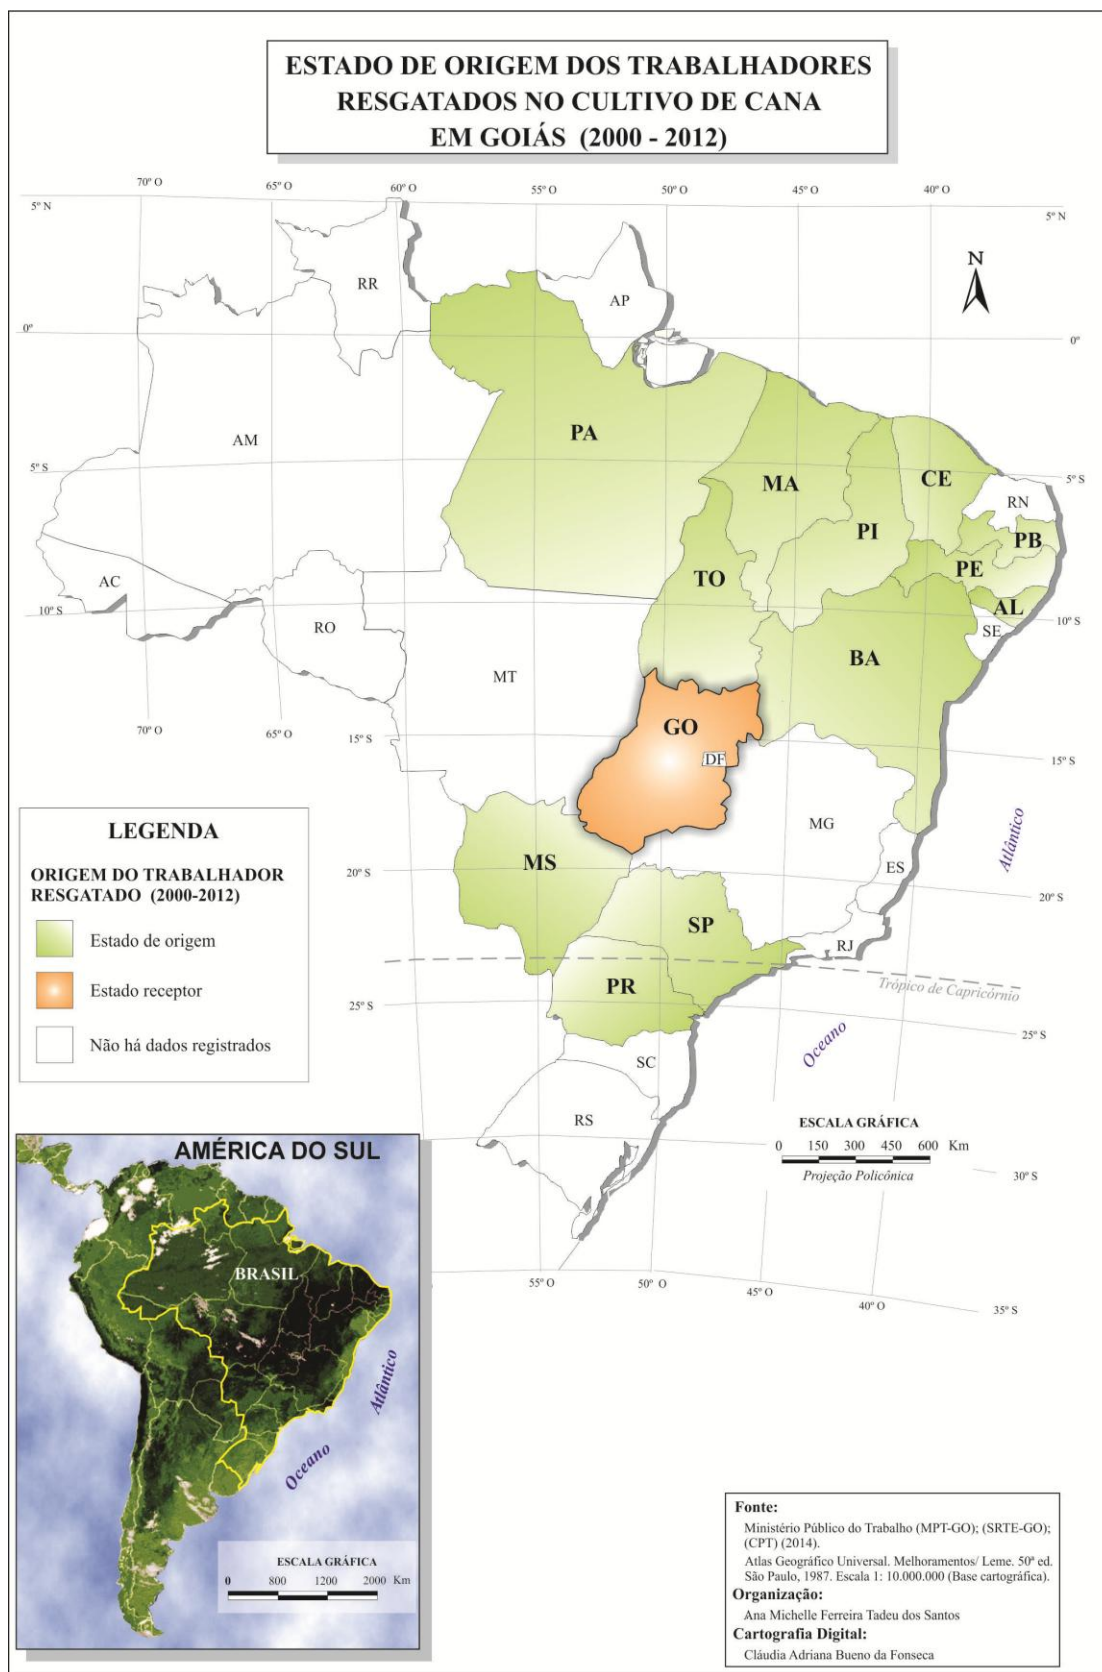 ESTADO DE ORIGEM DOS TRABALHADORES
RESGATADOS NO CULTIVO DE CANA
EM GOIÁS (2000 - 2012)
70º O
65º O
60º O
55º O
50º O
45º O
40º O
5º N
5º N
N
RR
AP
0º
0º
AM
PA
MA
CE
5º S
5º S
RN
PI
PB
PE
TO
AC
AL
10º S
10º S
RO
SE
BA
MT
70º O
65º O
15º S
GO
DF
15º S
MG
Atlântico
ES
MS
20º S
20º S
SP
RJ
PR
Trópico de Capricórnio
25º S
25º S
Oceano
SC
RS
LEGENDA
ORIGEM DO TRABALHADOR
RESGATADO (2000-2012)
Estado de origem
Estado receptor
Não há dados registrados
ESCALA GRÁFICA
0 150 300 450 600 Km
Projeção Policônica
30º S
55º O
50º O
45º O
40º O
35º S
AMÉRICA DO SUL
BRASIL
Atlântico
Oceano
ESCALA GRÁFICA
0 800 1200 2000 Km
Fonte:
Ministério Público do Trabalho (MPT-GO); (SRTE-GO);
(CPT) (2014).
Atlas Geográfico Universal. Melhoramentos/ Leme. 50ª ed.
São Paulo, 1987. Escala 1: 10.000.000 (Base cartográfica).
Organização:
Ana Michelle Ferreira Tadeu dos Santos
Cartografia Digital:
Cláudia Adriana Bueno da Fonseca